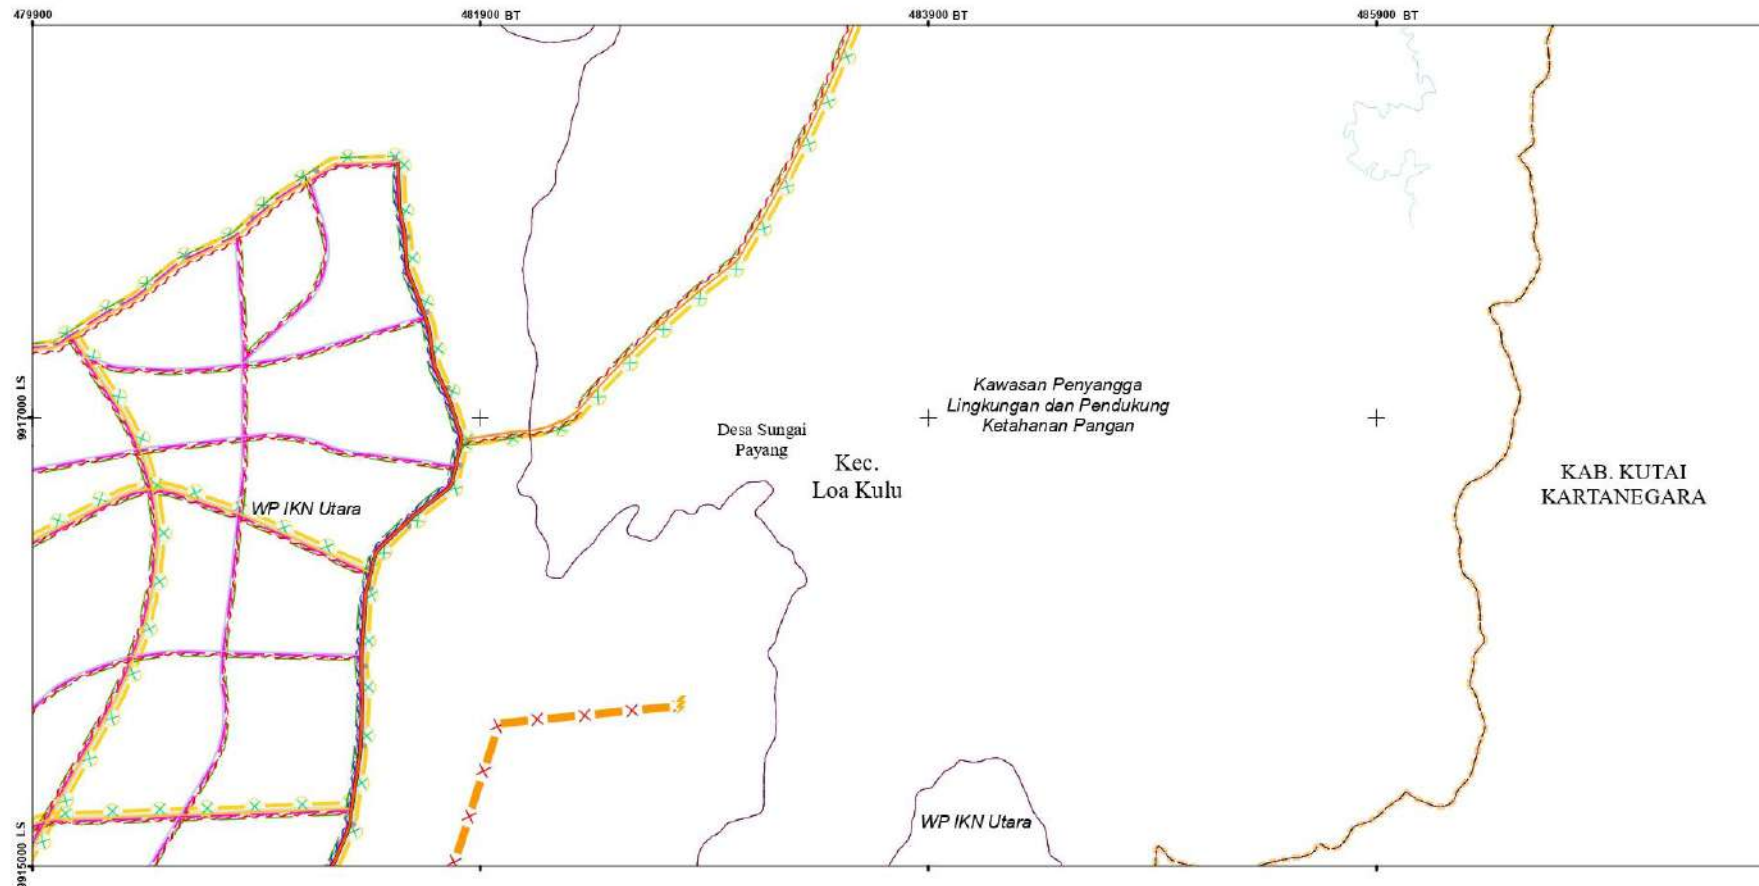 479900
481900 BT
483900 BT
485900 BT
9917000 LS
Kawasan Penyangga
Lingkungan dan Pendukung
Ketahanan Pangan
Desa Sungai
Payang
Kec.
Loa Kulu
KAB. KUTAI
KARTANEGARA
WP IKN Utara
WP IKN Utara
9915000 LS